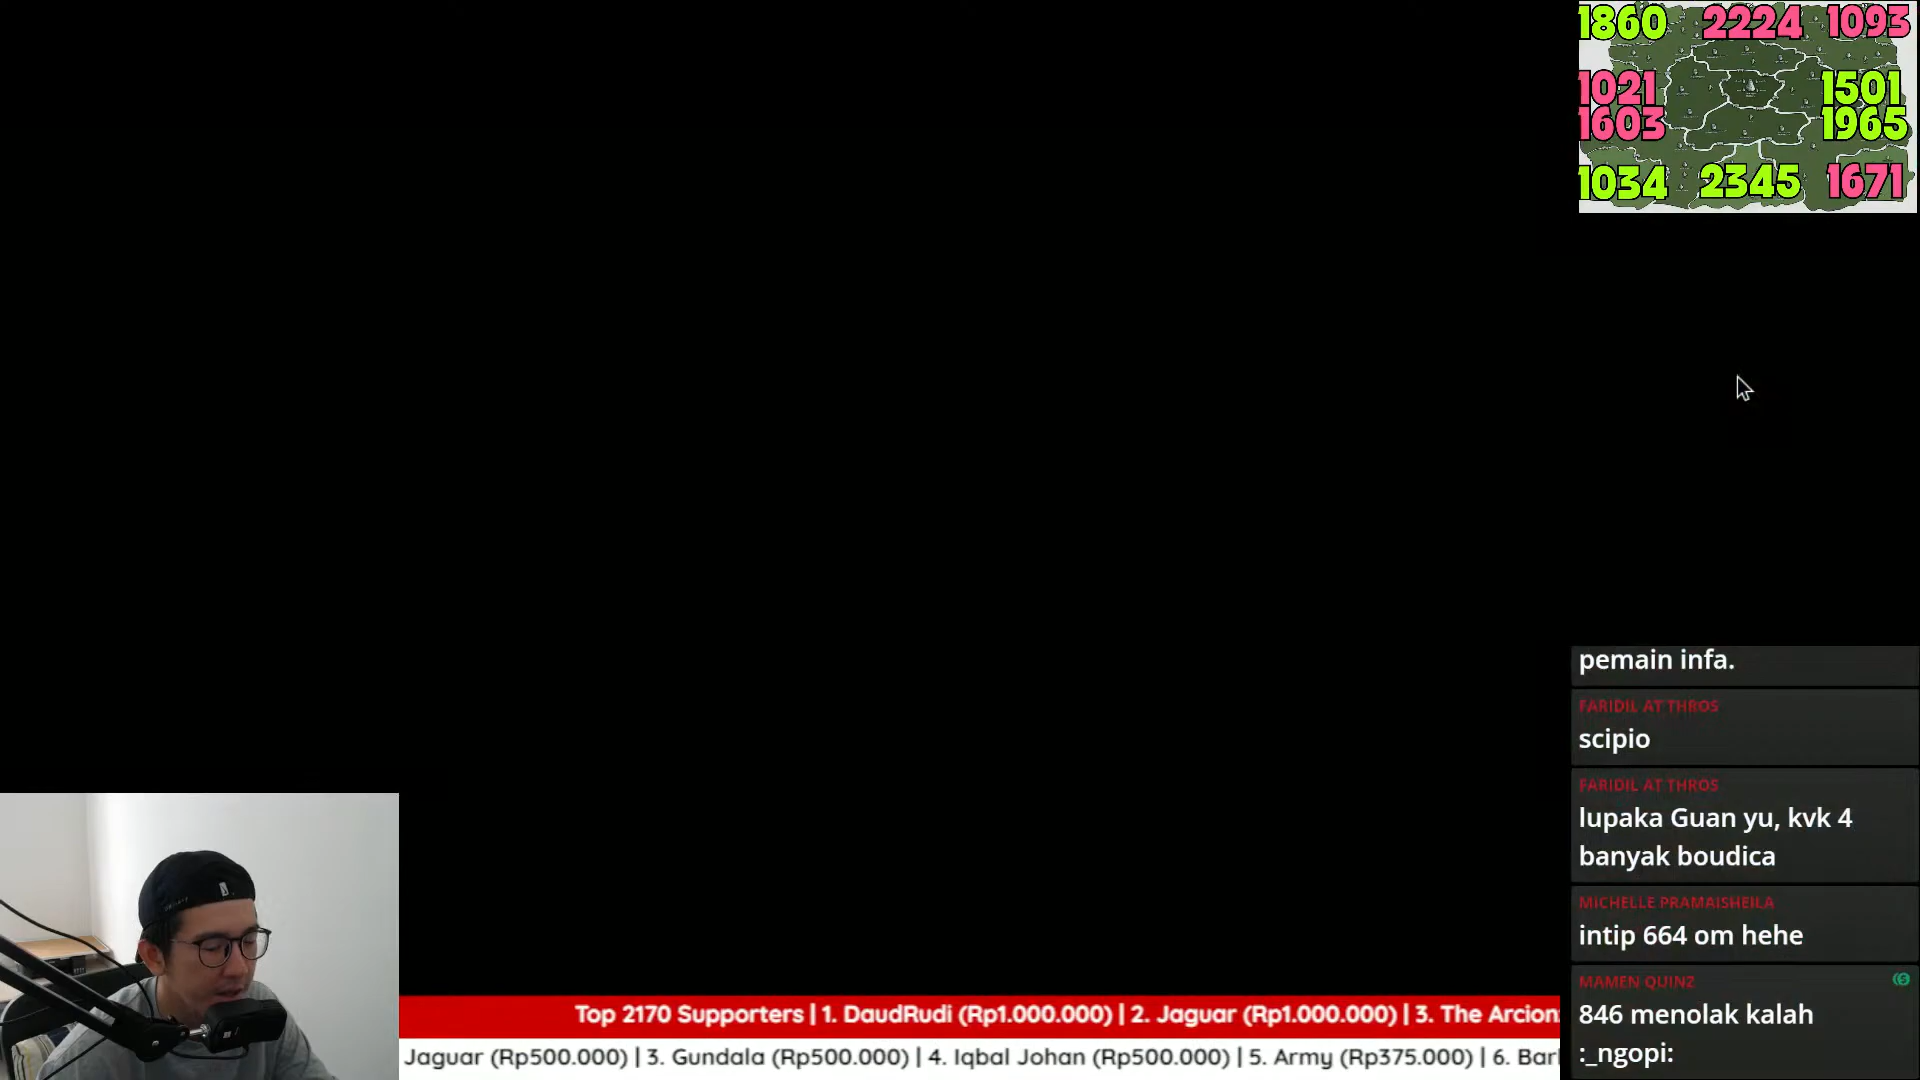 1860 2224 1093
1021 1501
1603 1965
1034 2345 1671
pemain infa.
FARIDIL AT THROS
scipio
FARIDIL AT THROS
lupaka Guan yu, kvk 4
banyak boudica
MICHELLE PRAMAISHEILA
intip 664 om hehe
MAMEN QUINZ
846 menolak kalah
:_ngopi:
Top 2170 Supporters | 1. DaudRudi (Rp1.000.000) | 2. Jaguar (Rp1.000.000) | 3. The Arcion
Jaguar (Rp500.000) | 3. Gundala (Rp500.000) | 4. Iqbal Johan (Rp500.000) | 5. Army (Rp375.000) | 6. Bar